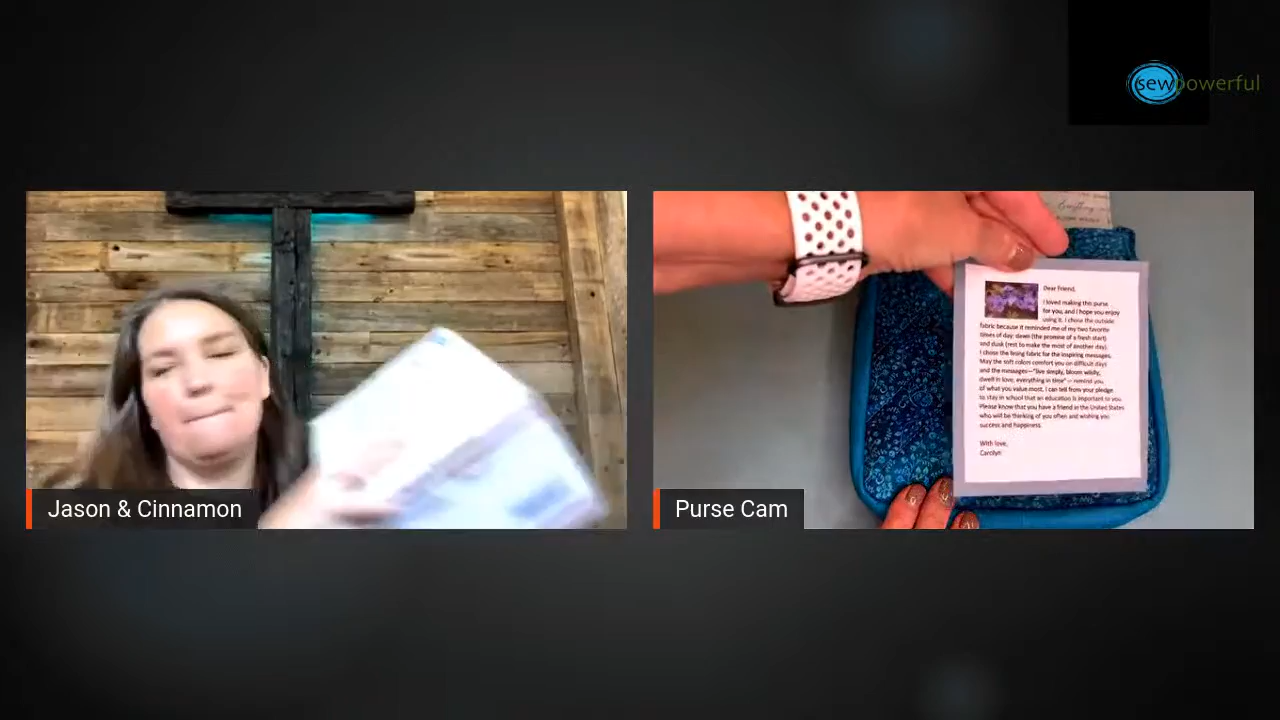 sewpowerful
Everything
Dear Friend,
I loved making this purse
for you, and I hope you enjoy
using it. I chose the outside
fabric because it reminded me of my two favorite
times of day: dawn (the promise of a fresh start)
and dusk (rest to make the most of another day).
I chose the lining fabric for the inspiring messages.
May the soft colors comfort you on difficult days
and the messages—"live simply, bloom wildly,
dwell in love, everything in time" – remind you
of what you value most. I can tell from your pledge
to stay in school that an education is important to you.
Please know that you have a friend in the United States
who will be thinking of you often and wishing you
success and happiness.
With love,
Carolyn
Jason & Cinnamon
Purse Cam